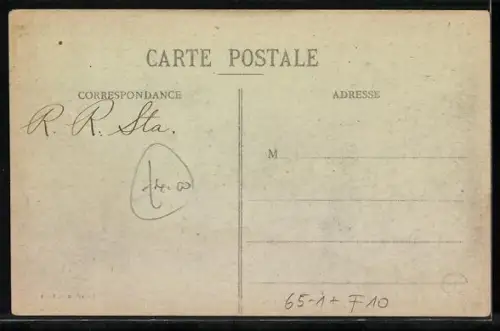 CARTE POSTALE
CORRESPONDANCE
ADRESSE
R. R. Sta.
M
65-1+ F10